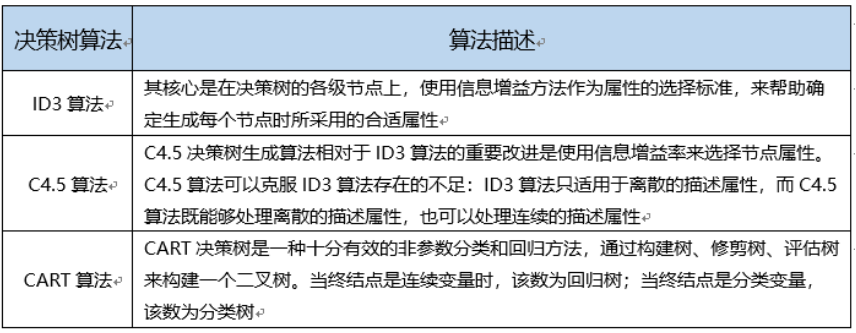 决策树算法
算法描述
ID3 算法
其核心是在决策树的各级节点上，使用信息增益方法作为属性的选择标准，来帮助确
定生成每个节点时所采用的合适属性
C4.5 算法
C4.5 决策树生成算法相对于 ID3 算法的重要改进是使用信息增益率来选择节点属性。
C4.5 算法可以克服 ID3 算法存在的不足：ID3 算法只适用于离散的描述属性，而 C4.5
算法既能够处理离散的描述属性，也可以处理连续的描述属性
CART 算法
CART 决策树是一种十分有效的非参数分类和回归方法，通过构建树、修剪树、评估树
来构建一个二叉树。当终结点是连续变量时，该数为回归树；当终结点是分类变量，
该数为分类树